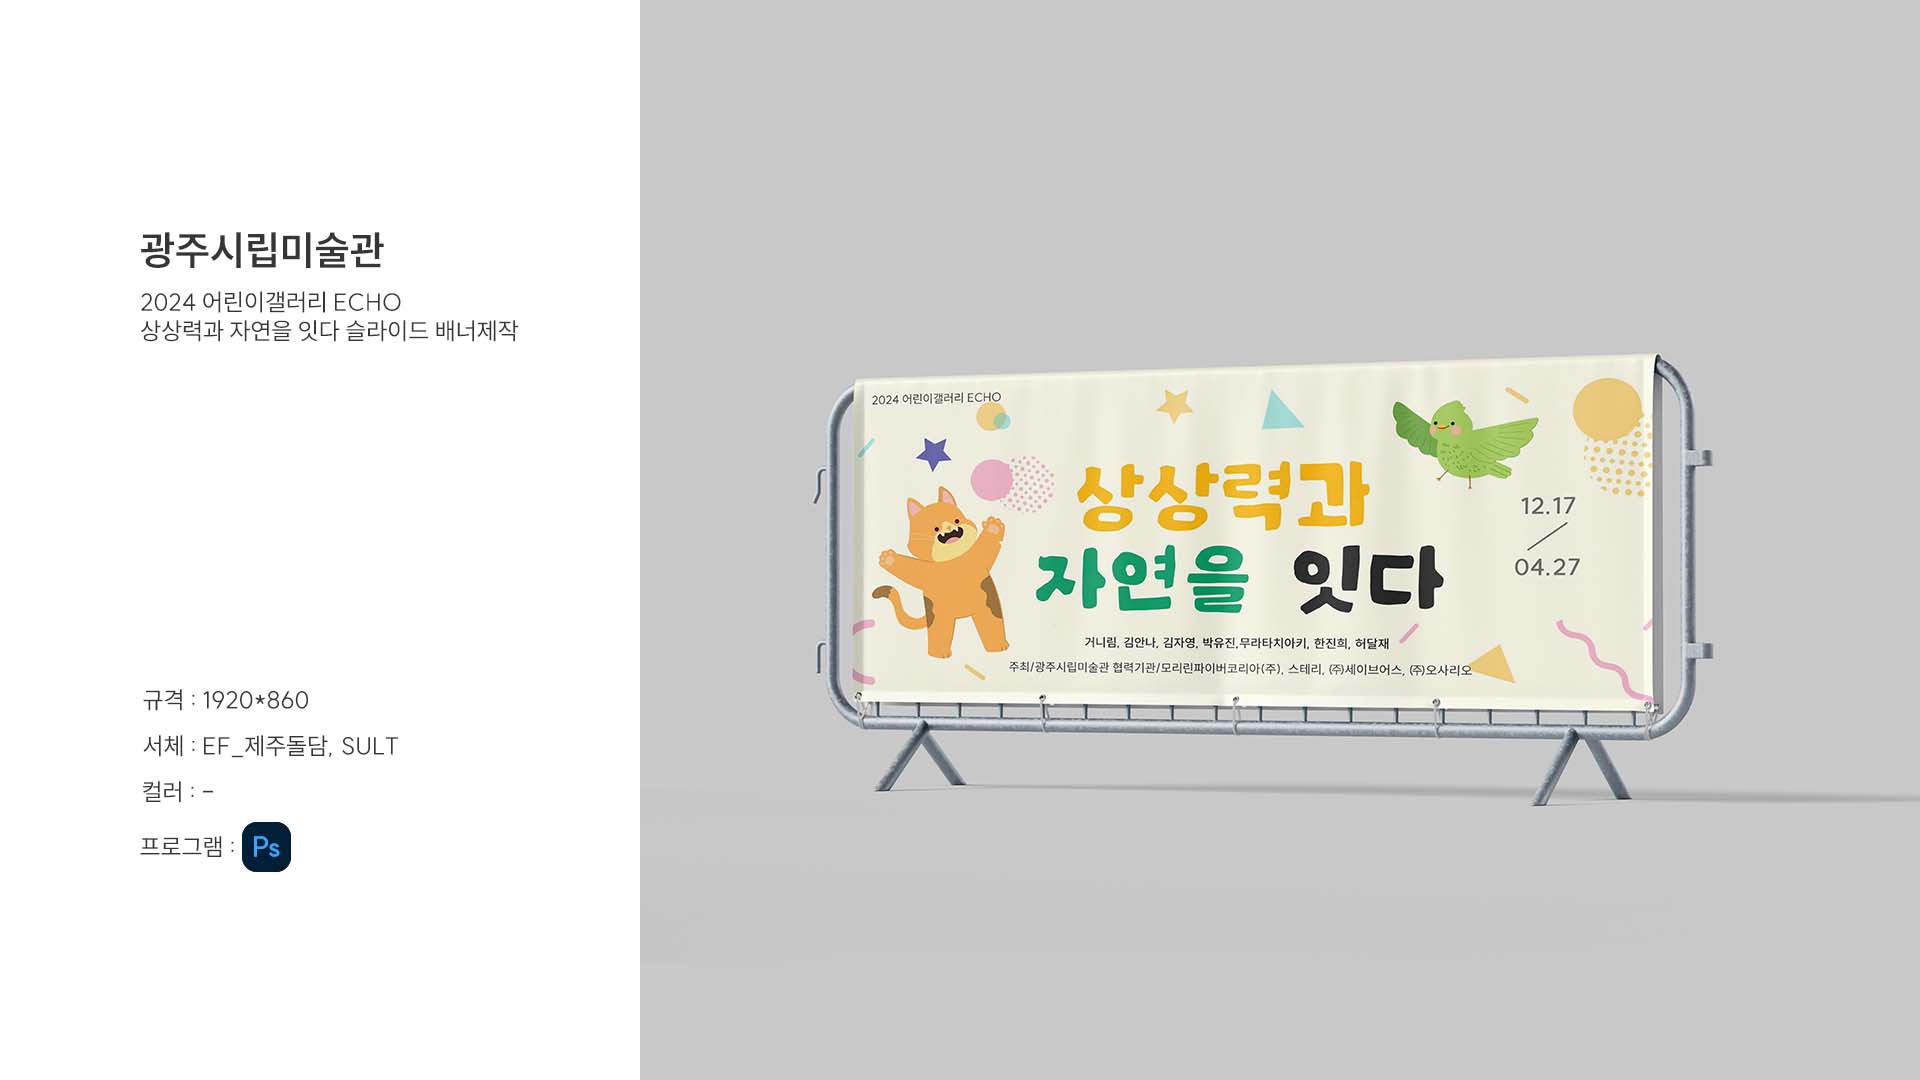 광주시립미술관
2024 어린이갤러리 ECHO
상상력과 자연을 잇다 슬라이드 배너제작
규격 : 1920*860
서체 : EF_제주돌담, SULT
컬러 : -
프로그램 : Ps
2024 어린이갤러리 ECHO
상상력과
자연을 잇다
12.17
04.27
거니림, 김안나, 김자영, 박유진,무라타치아키, 한진희, 허달재
주최/광주시립미술관 협력기관/모리린파이버코리아(주), 스테리, ㈜세이브어스, ㈜오사리오